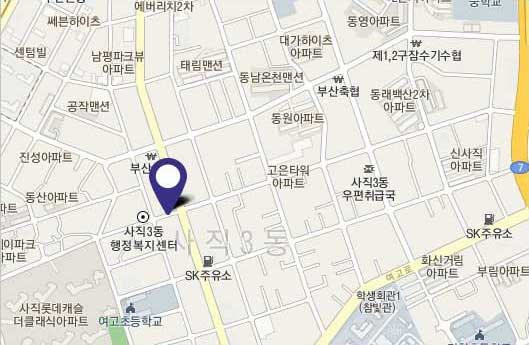 에버리치2차
쎄븐하이츠
센텀빌
남평파크뷰
아파트
태림맨션
대가하이츠
아파트
동영아파트
중학교
제1,2구잠수기수협
동남온천맨션
부산축협
동래백산2차
아파트
공작맨션
동원아파트
부산
진성아파트
고은타워
아파트
사직3동
우편취급국
신사직
아파트
7
동산아파트
사직3동
행정복지센터
사직3동
SK주유소
SK주유소
여고로
화신거림
아파트
부림아파트
학생회관1
(참빛관)
사직롯데캐슬
더클래식아파트
여고초등학교